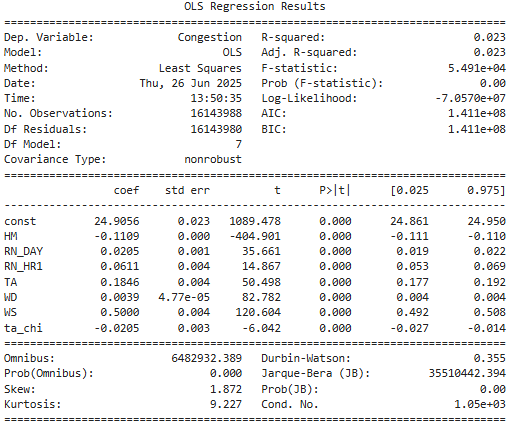 OLS Regression Results
==============================================================================
Dep. Variable:             Congestion   R-squared:                       0.023
Model:                            OLS   Adj. R-squared:                  0.023
Method:                 Least Squares   F-statistic:                 5.491e+04
Date:                Thu, 26 Jun 2025   Prob (F-statistic):               0.00
Time:                        13:50:35   Log-Likelihood:            -7.0570e+07
No. Observations:            16143988   AIC:                         1.411e+08
Df Residuals:                16143980   BIC:                         1.411e+08
Df Model:                           7
Covariance Type:            nonrobust
==============================================================================
                 coef    std err          t      P>|t|      [0.025      0.975]
------------------------------------------------------------------------------
const         24.9056      0.023   1089.478      0.000      24.861      24.950
HM            -0.1109      0.000   -404.901      0.000      -0.111      -0.110
RN_DAY         0.0205      0.001     35.661      0.000       0.019       0.022
RN_HR1         0.0611      0.004     14.867      0.000       0.053       0.069
TA             0.1846      0.004     50.498      0.000       0.177       0.192
WD             0.0039   4.77e-05     82.782      0.000       0.004       0.004
WS             0.5000      0.004    120.604      0.000       0.492       0.508
ta_chi        -0.0205      0.003     -6.042      0.000      -0.027      -0.014
==============================================================================
Omnibus:                  6482932.389   Durbin-Watson:                   0.355
Prob(Omnibus):                  0.000   Jarque-Bera (JB):         35510442.394
Skew:                           1.872   Prob(JB):                         0.00
Kurtosis:                       9.227   Cond. No.                     1.05e+03
==============================================================================